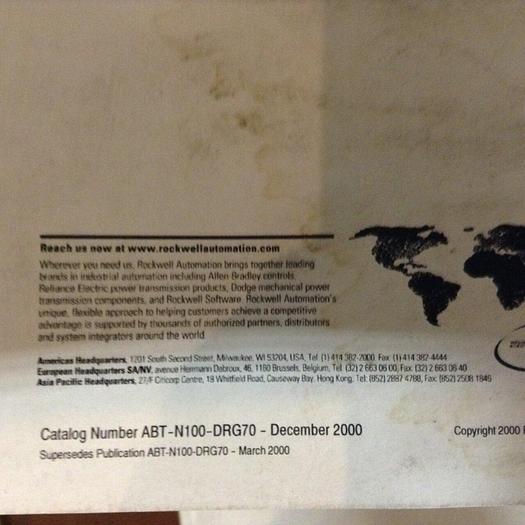 Reach us now at www.rockwellautomation.com
Wherever you need us, Rockwell Automation brings together leading
brands in industrial automation including Allen Bradley controls,
Reliance Electric power transmission products, Dodge mechanical power
transmission components, and Rockwell Software. Rockwell Automation's
unique, flexible approach to helping customers achieve a competitive
advantage is supported by thousands of authorized partners, distributors
and system integrators around the world
Americas Headquarters, 1201 South Second Street, Milwaukee, WI 53204, USA, Tel: (1) 414 382-2000 Fax: (1) 414 382-4444
European Headquarters SA/NV, avenue Herrmann Debroux, 46, 1160 Brussels, Belgium, Tel: (32) 2 663 06 00, Fax: (32) 2 663 06 40
Asia Pacific Headquarters, 27/F Citicorp Centre, 18 Whitfield Road, Causeway Bay, Hong Kong, Tel: (852) 2887 4788, Fax: (852) 2508 1846
Catalog Number ABT-N100-DRG70 - December 2000
Copyright 2000
Supersedes Publication ABT-N100-DRG70 - March 2000